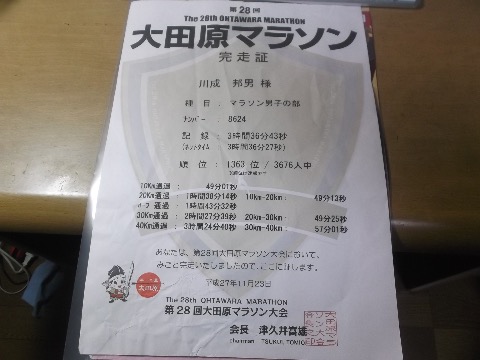 第28回
The 28th OHTAWARA MARATHON
大田原マラソン
完走証
川成 邦男 様
種目 : マラソン男子の部
ナンバー : 8624
記録 : 3時間36分43秒
(ネットタイム : 3時間36分27秒)
順位 : 1363 位 / 3676人中
10Km通過 : 49分01秒
20Km通過 : 1時間38分14秒 10km-20km : 49分13秒
ハーフ通過 : 1時間43分32秒
30Km通過 : 2時間27分39秒 20km-30km : 49分25秒
40Km通過 : 3時間24分40秒 30km-40km : 57分01秒
あなたは、第28回大田原マラソン大会において、
みごと完走いたしましたので、ここに証します。
平成27年11月23日
大田原
The 28th OHTAWARA MARATHON
第28回大田原マラソン大会
会長 津久井富雄
chairman TSUKUI TOMIO